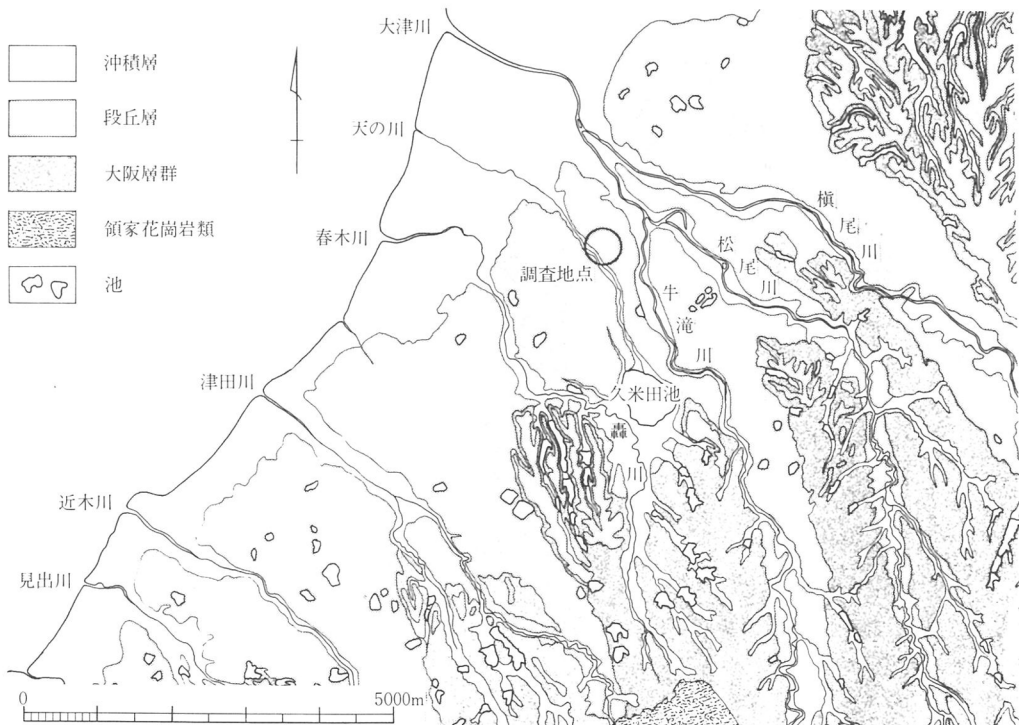 大津川
沖積層
段丘層
天の川
大阪層群
槇尾川
領家花崗岩類
春木川
松尾川
調査地点
池
牛滝川
津田川
久米田池
轟川
近木川
見出川
0
5000m